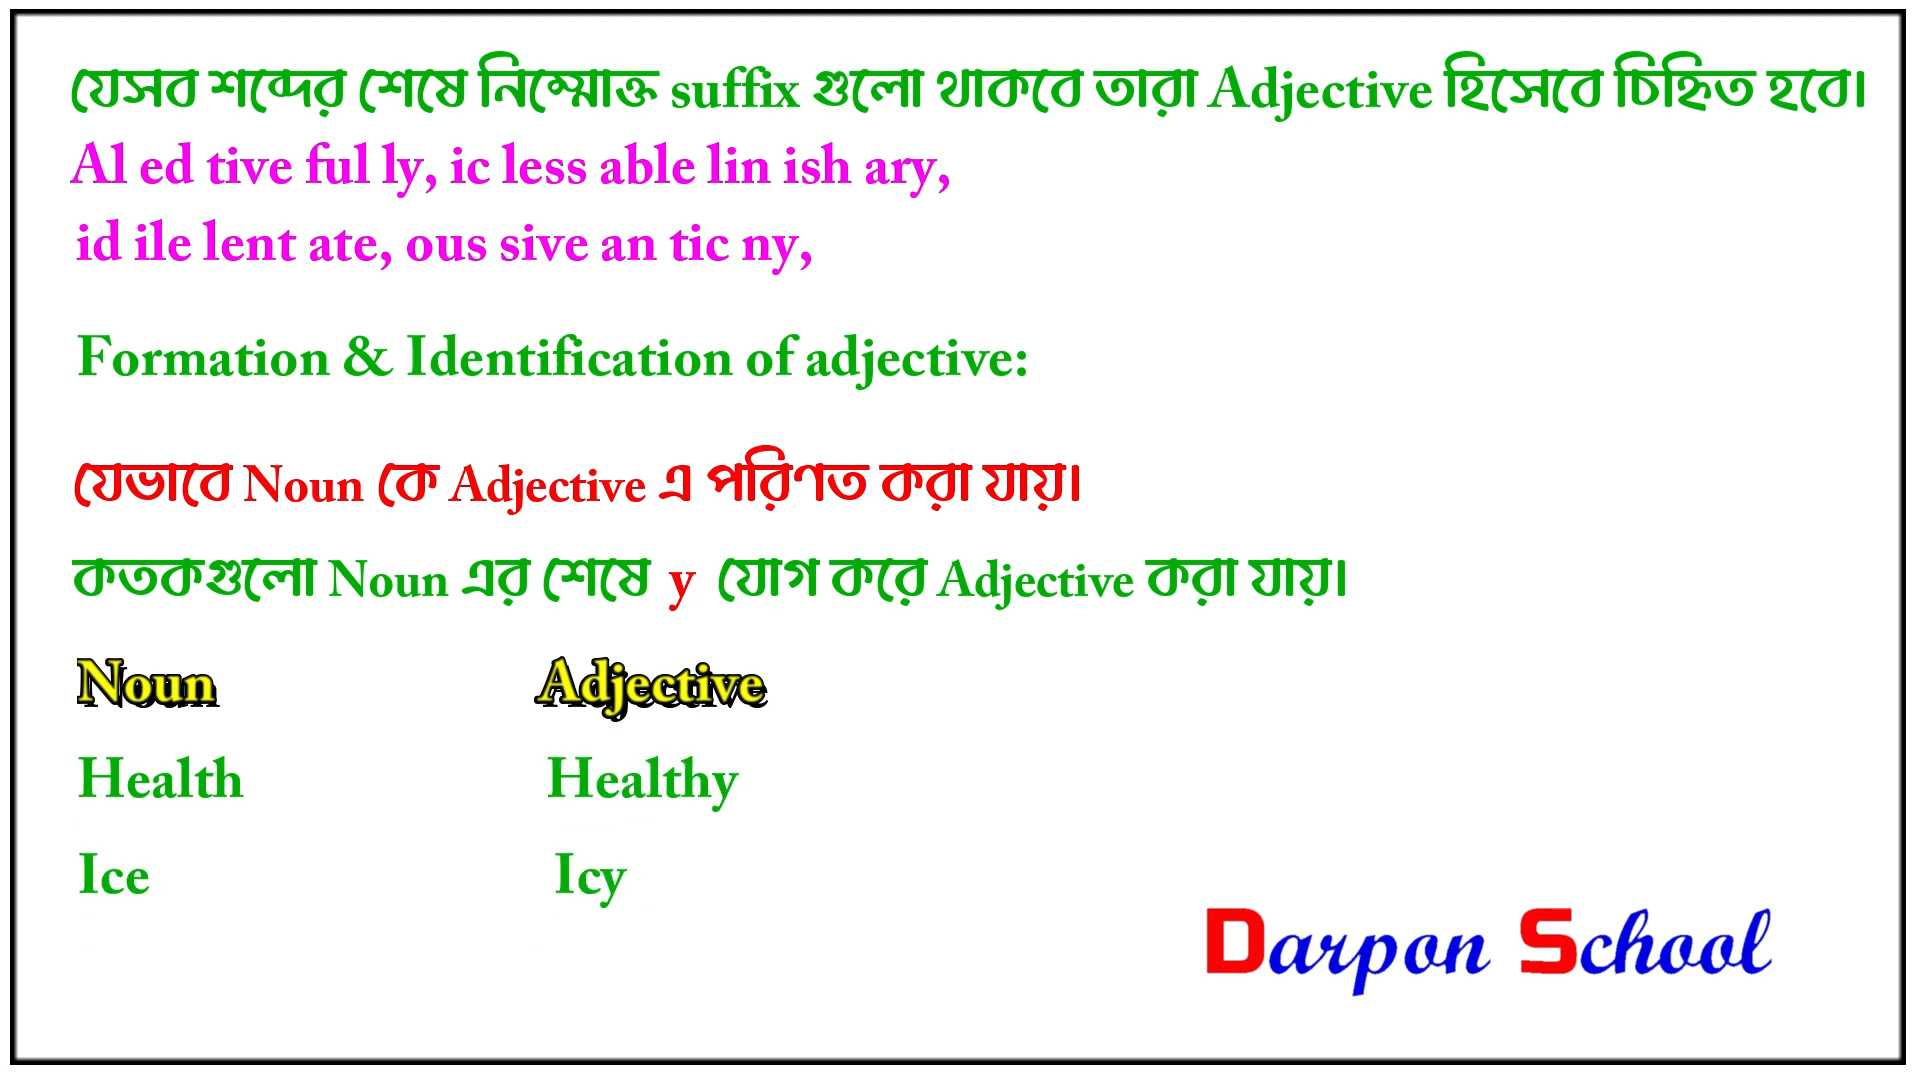 যেসব শব্দের শেষে নিম্মোক্ত suffix গুলো থাকবে তারা Adjective হিসেবে চিহ্নিত হবে।
Al ed tive ful ly, ic less able lin ish ary,
id ile lent ate, ous sive an tic ny,
Formation & Identification of adjective:
যেভাবে Noun কে Adjective এ পরিণত করা যায়।
কতকগুলো Noun এর শেষে y যোগ করে Adjective করা যায়।
Noun Adjective
Health Healthy
Ice Icy
Darpon School